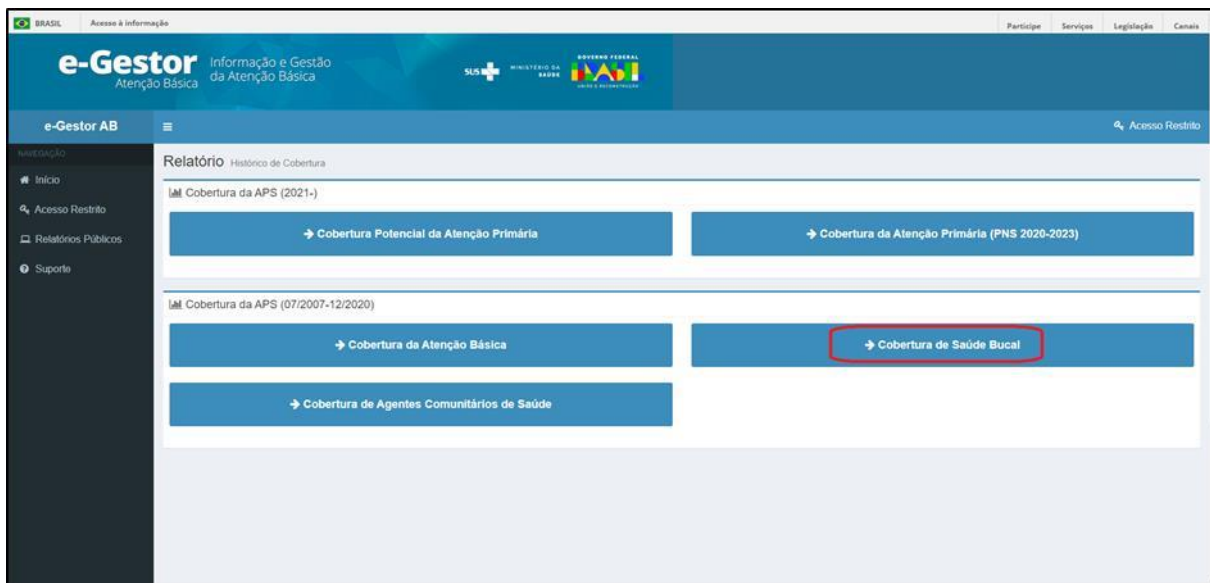 BRASIL
Acesso à informação
Participe
Serviços
Legislação
Canais
e-Gestor
Atenção Básica
Informação e Gestão
da Atenção Básica
SUS
MINISTÉRIO DA
SAÚDE
GOVERNO FEDERAL
BRASIL
UNIÃO E RECONSTRUÇÃO
e-Gestor AB
Acesso Restrito
NAVEGAÇÃO
Início
Acesso Restrito
Relatórios Públicos
Suporte
Relatório Histórico de Cobertura
Cobertura da APS (2021-)
Cobertura Potencial da Atenção Primária
Cobertura da Atenção Primária (PNS 2020-2023)
Cobertura da APS (07/2007-12/2020)
Cobertura da Atenção Básica
Cobertura de Saúde Bucal
Cobertura de Agentes Comunitários de Saúde